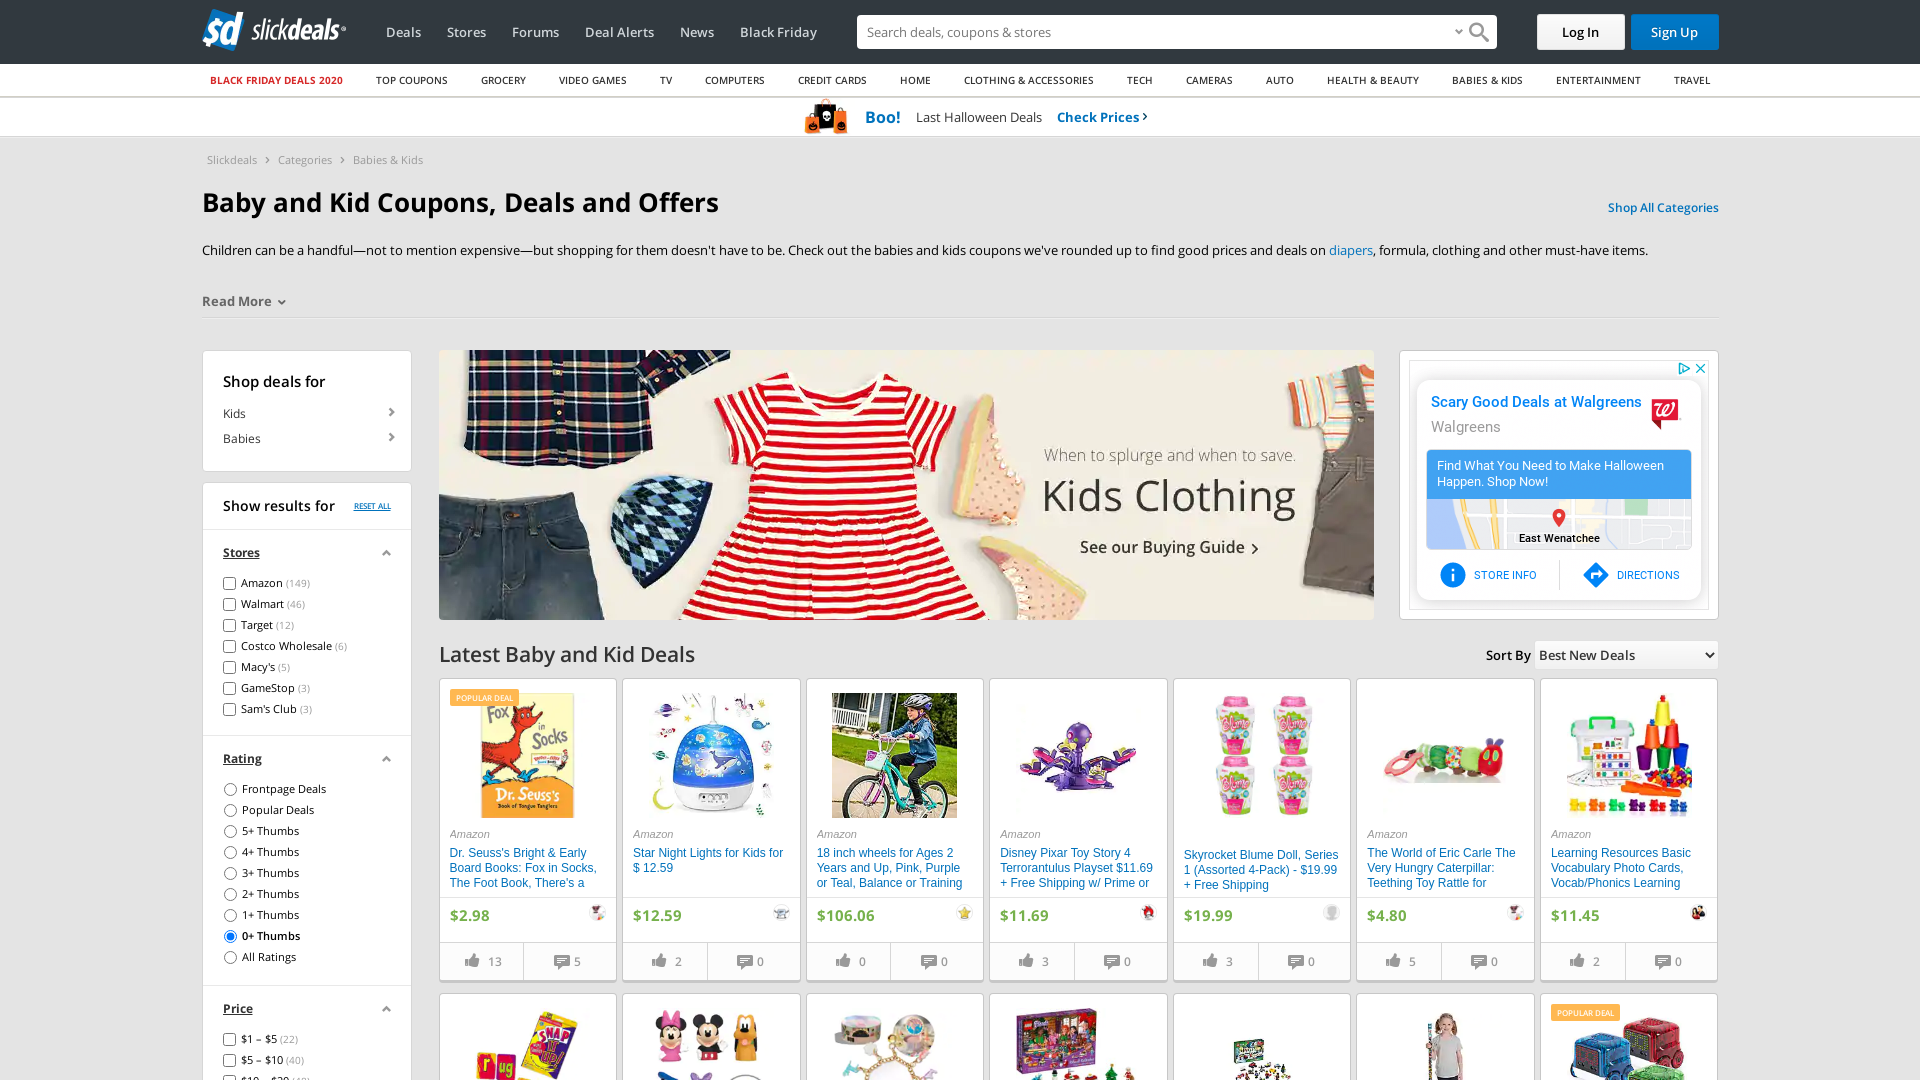 slickdeals
Deals
Stores
Forums
Deal Alerts
News
Black Friday
Search deals, coupons & stores
Log In
Sign Up
BLACK FRIDAY DEALS 2020
TOP COUPONS
GROCERY
VIDEO GAMES
TV
COMPUTERS
CREDIT CARDS
HOME
CLOTHING & ACCESSORIES
TECH
CAMERAS
AUTO
HEALTH & BEAUTY
BABIES & KIDS
ENTERTAINMENT
TRAVEL
Boo! Last Halloween Deals Check Prices
Slickdeals
Categories
Babies & Kids
Baby and Kid Coupons, Deals and Offers
Shop All Categories
Children can be a handful—not to mention expensive—but shopping for them doesn't have to be. Check out the babies and kids coupons we've rounded up to find good prices and deals on diapers, formula, clothing and other must-have items.
Read More
Shop deals for
Kids
Babies
Show results for
RESET ALL
Stores
Amazon (149)
Walmart (46)
Target (12)
Costco Wholesale (6)
Macy's (5)
GameStop (3)
Sam's Club (3)
Rating
Frontpage Deals
Popular Deals
5+ Thumbs
4+ Thumbs
3+ Thumbs
2+ Thumbs
1+ Thumbs
0+ Thumbs
All Ratings
Price
$1 – $5 (22)
$5 – $10 (40)
When to splurge and when to save.
Kids Clothing
See our Buying Guide
Scary Good Deals at Walgreens
Walgreens
Find What You Need to Make Halloween
Happen. Shop Now!
East Wenatchee
STORE INFO
DIRECTIONS
Latest Baby and Kid Deals
Sort By
Best New Deals
POPULAR DEAL
Fox
in
Socks
Dr. Seuss's
Book of Tongue Tanglers
Amazon
Dr. Seuss's Bright & Early
Board Books: Fox in Socks,
The Foot Book, There's a
$2.98
13
5
Amazon
Star Night Lights for Kids for
$ 12.59
$12.59
2
0
Amazon
18 inch wheels for Ages 2
Years and Up, Pink, Purple
or Teal, Balance or Training
$106.06
0
0
Amazon
Disney Pixar Toy Story 4
Terrorantulus Playset $11.69
+ Free Shipping w/ Prime or
$11.69
3
0
Skyrocket Blume Doll, Series
1 (Assorted 4-Pack) - $19.99
+ Free Shipping
$19.99
3
0
Amazon
The World of Eric Carle The
Very Hungry Caterpillar:
Teething Toy Rattle for
$4.80
5
0
Amazon
Learning Resources Basic
Vocabulary Photo Cards,
Vocab/Phonics Learning
$11.45
2
0
SNAP
IT UP!
r
ug
POPULAR DEAL